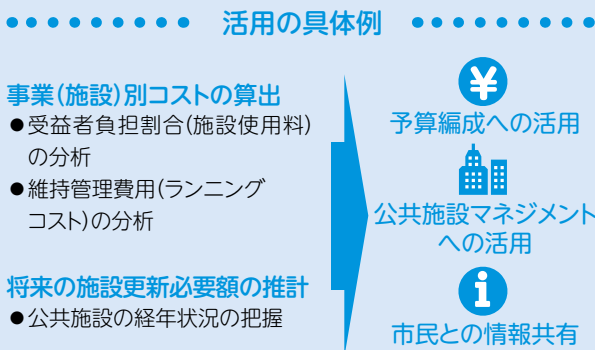 活用の具体例
事業(施設)別コストの算出
●受益者負担割合(施設使用料)
の分析
●維持管理費用(ランニング
コスト)の分析
将来の施設更新必要額の推計
●公共施設の経年状況の把握
¥
予算編成への活用
公共施設マネジメント
への活用
i
市民との情報共有